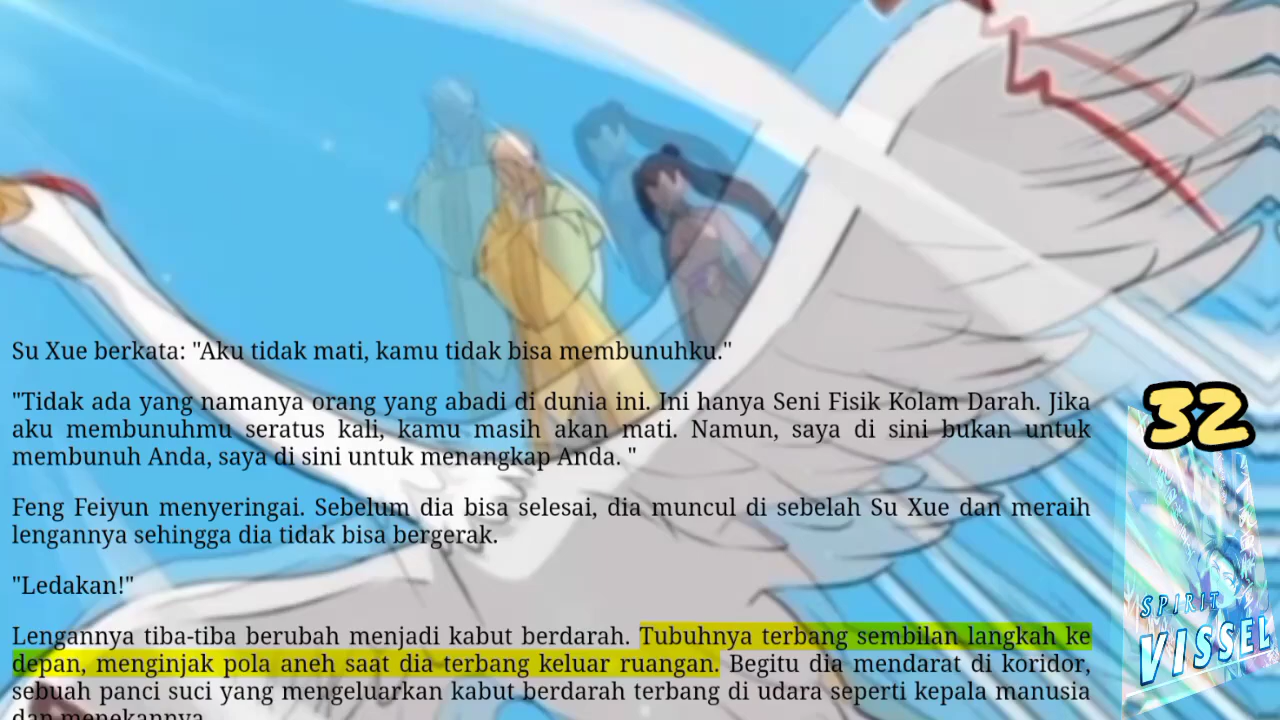 Su Xue berkata: "Aku tidak mati, kamu tidak bisa membunuhku."
"Tidak ada yang namanya orang yang abadi di dunia ini. Ini hanya Seni Fisik Kolam Darah. Jika
aku membunuhmu seratus kali, kamu masih akan mati. Namun, saya di sini bukan untuk
membunuh Anda, saya di sini untuk menangkap Anda. "
Feng Feiyun menyeringai. Sebelum dia bisa selesai, dia muncul di sebelah Su Xue dan meraih
lengannya sehingga dia tidak bisa bergerak.
"Ledakan!"
Lengannya tiba-tiba berubah menjadi kabut berdarah. Tubuhnya terbang sembilan langkah ke
depan, menginjak pola aneh saat dia terbang keluar ruangan. Begitu dia mendarat di koridor,
sebuah panci suci yang mengeluarkan kabut berdarah terbang di udara seperti kepala manusia
dan menekannya.
32
SPIRIT
VISSEL